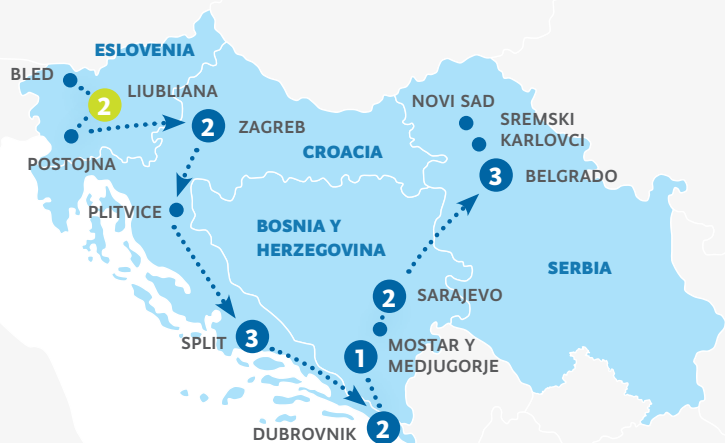 ESLOVENIA
BLED
2
LIUBLIANA
POSTOJNA
2
ZAGREB
CROACIA
NOVI SAD
SREMSKI
KARLOVCI
3
BELGRADO
PLITVICE
BOSNIA Y
HERZEGOVINA
SERBIA
2
SARAJEVO
SPLIT
3
1
MOSTAR Y
MEDJUGORJE
DUBROVNIK
2